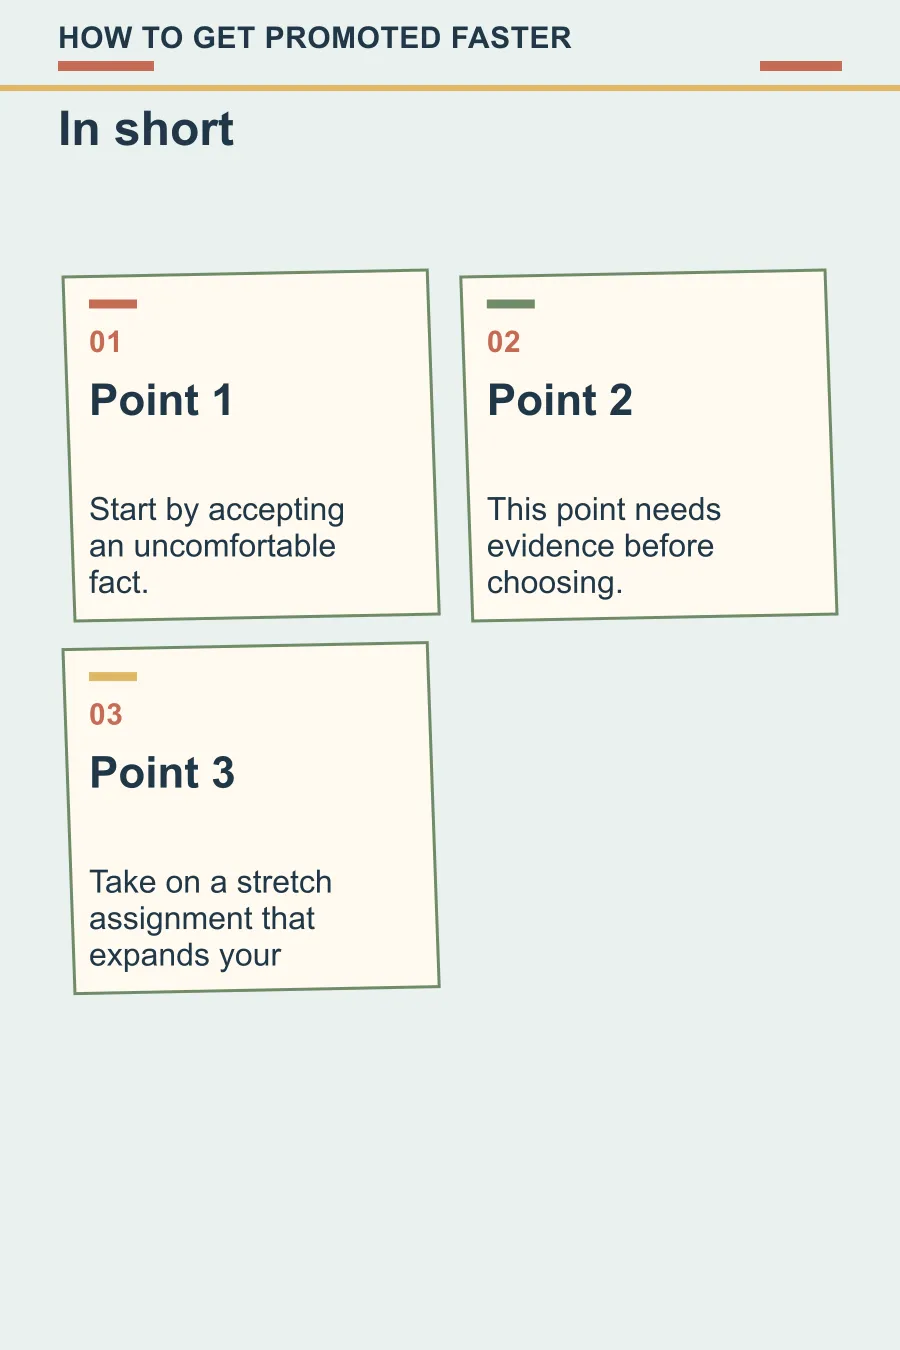 HOW TO GET PROMOTED FASTER
In short
01
Point 1
Start by accepting
an uncomfortable
fact.
02
Point 2
This point needs
evidence before
choosing.
03
Point 3
Take on a stretch
assignment that
expands your